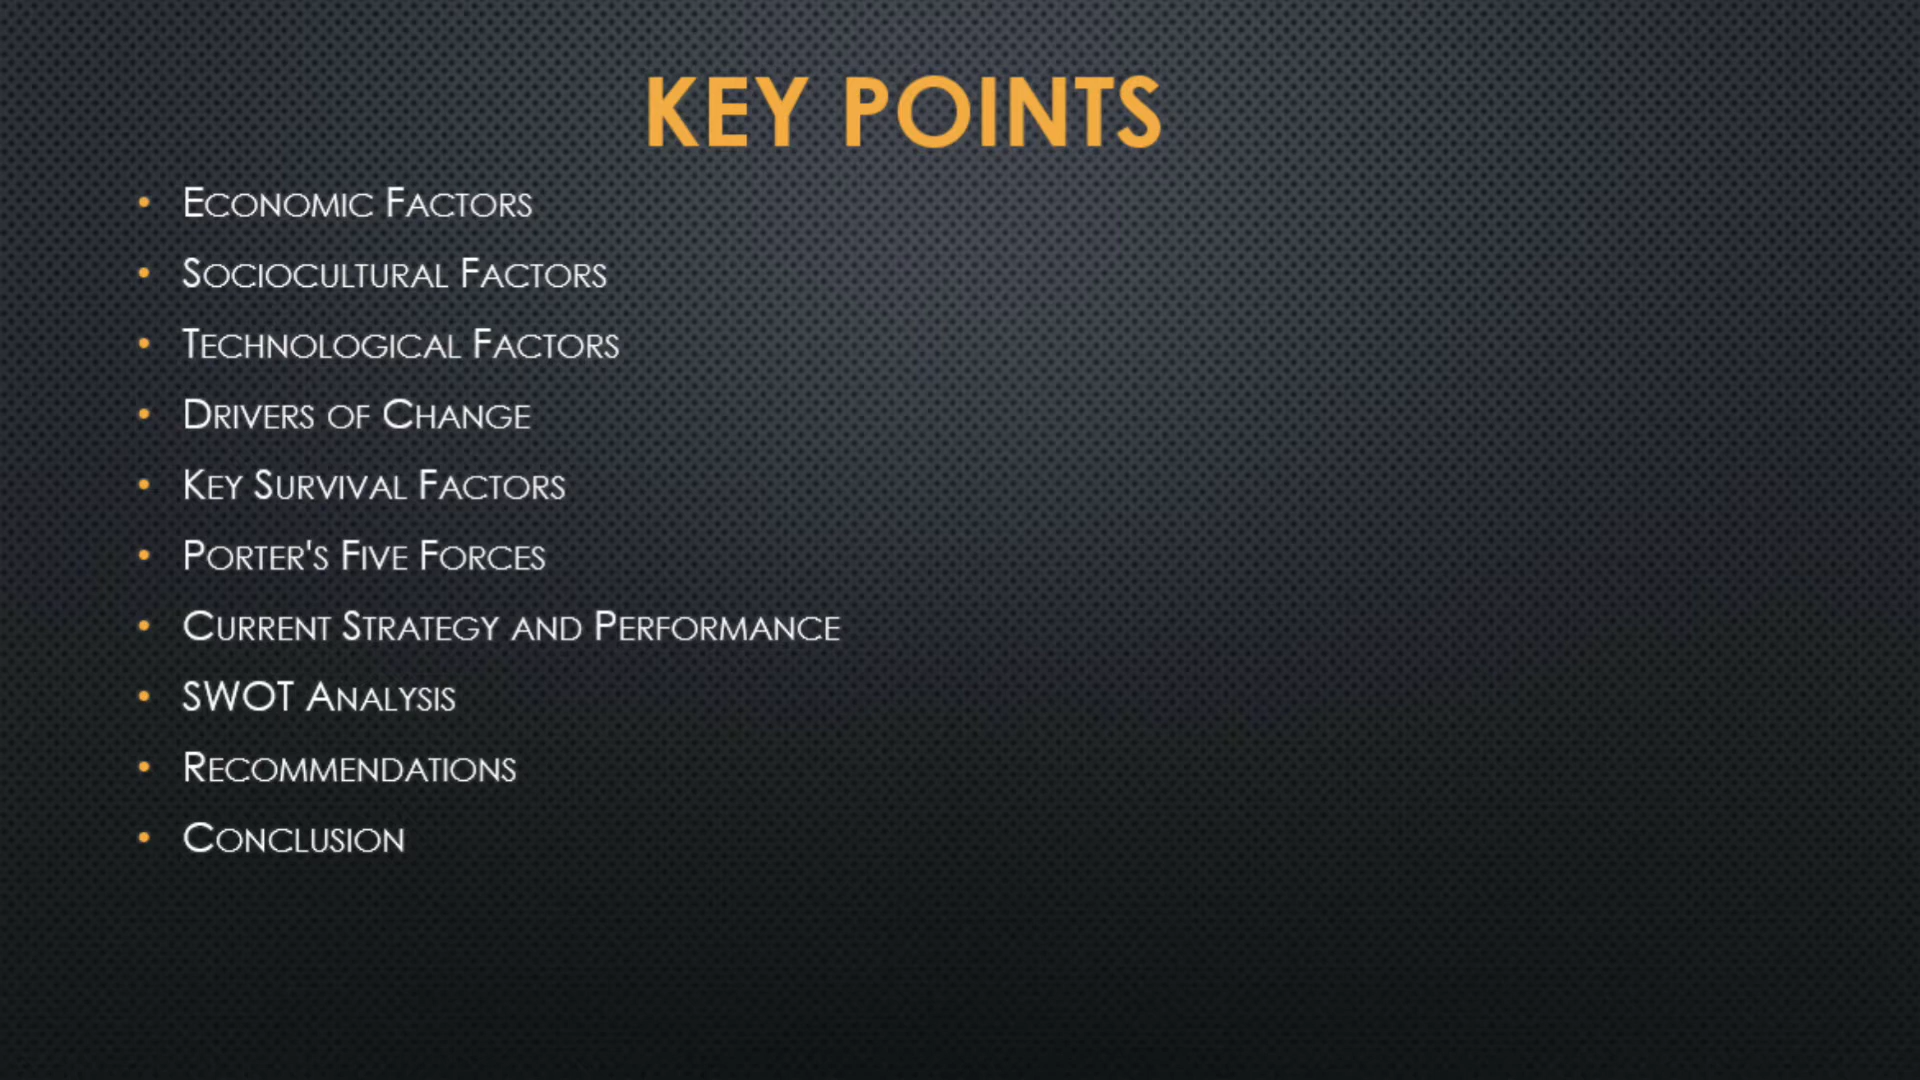 KEY POINTS
• Economic Factors
• Sociocultural Factors
• Technological Factors
• Drivers of Change
• Key Survival Factors
• Porter's Five Forces
• Current Strategy and Performance
• SWOT Analysis
• Recommendations
• Conclusion